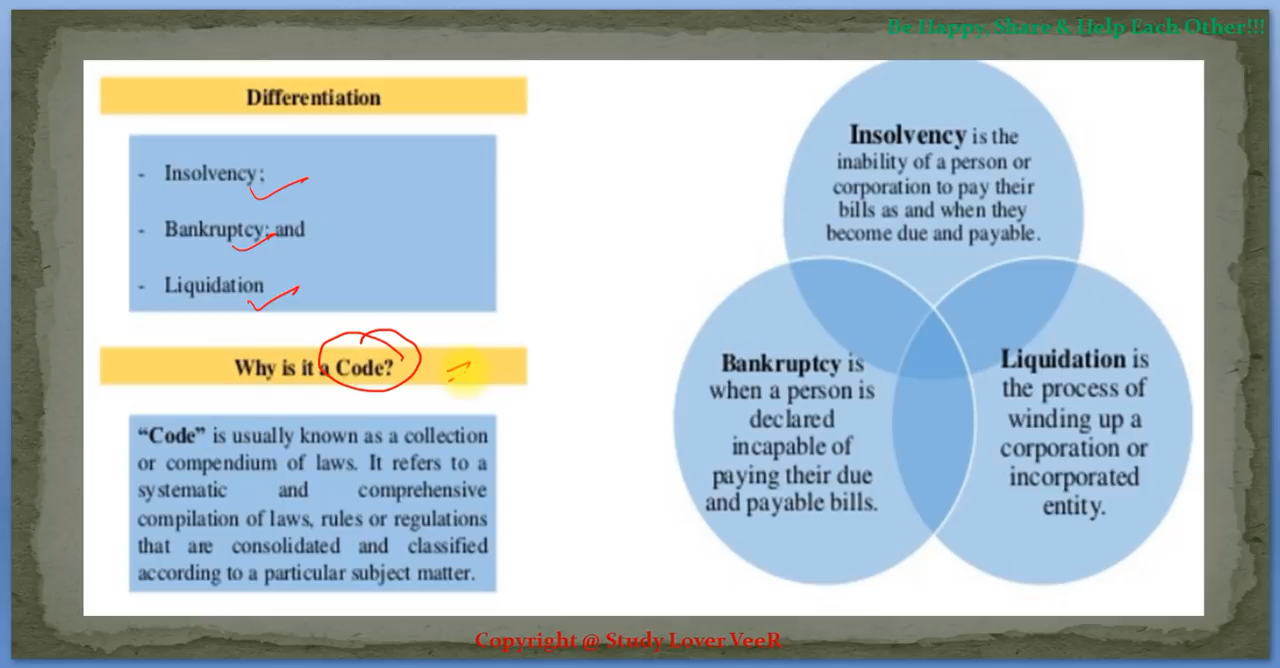 Be Happy, Share & Help Each Other!!!
Differentiation
- Insolvency;
- Bankruptcy; and
- Liquidation
Why is it a Code?
“Code” is usually known as a collection
or compendium of laws. It refers to a
systematic and comprehensive
compilation of laws, rules or regulations
that are consolidated and classified
according to a particular subject matter.
Insolvency is the
inability of a person or
corporation to pay their
bills as and when they
become due and payable.
Bankruptcy is
when a person is
declared
incapable of
paying their due
and payable bills.
Liquidation is
the process of
winding up a
corporation or
incorporated
entity.
Copyright @ Study Lover VeeR